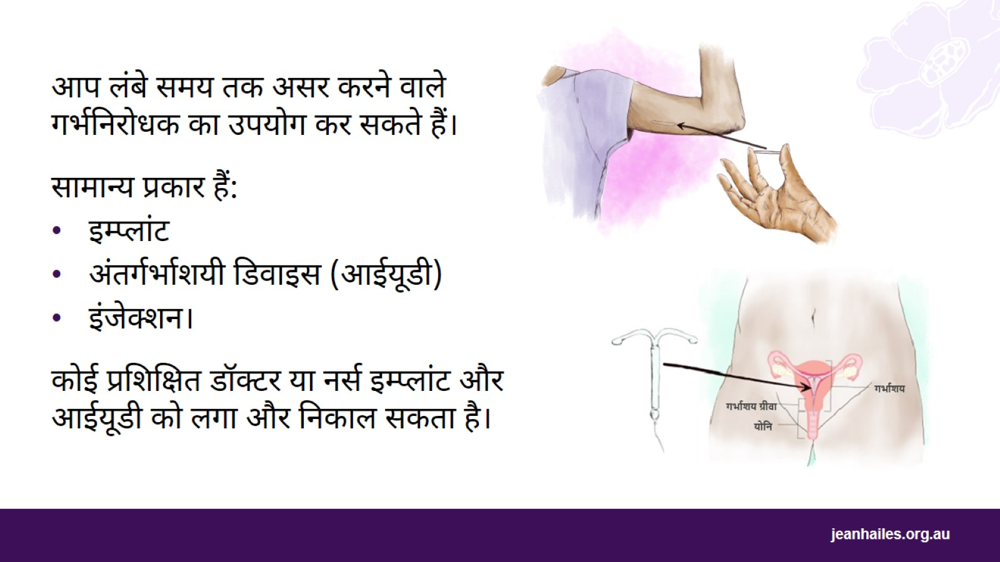 आप लंबे समय तक असर करने वाले
गर्भनिरोधक का उपयोग कर सकते हैं।
सामान्य प्रकार हैं:
• इम्प्लांट
• अंतर्गर्भाशयी डिवाइस (आईयूडी)
• इंजेक्शन।
कोई प्रशिक्षित डॉक्टर या नर्स इम्प्लांट और
आईयूडी को लगा और निकाल सकता है।
गर्भाशय
गर्भाशय ग्रीवा
योनि
jeanhailes.org.au